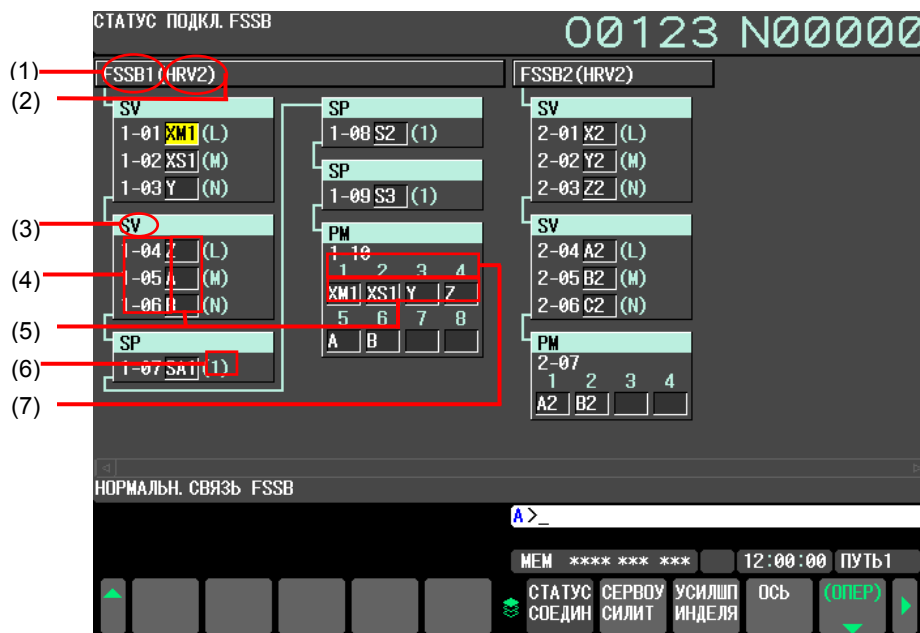 СТАТУС ПОДКЛ. FSSB
O0123 N00000
(1)
(2)
(3)
(4)
(5)
(6)
(7)
FSSB1(HRV2)
SV
1-01 XM1 (L)
1-02 XS1 (M)
1-03 Y (N)
SV
1-04 Z (L)
1-05 A (M)
1-06 B (N)
SP
1-07 SA1 (1)
SP
1-08 S2 (1)
SP
1-09 S3 (1)
PM
1-10
1 2 3 4
XM1 XS1 Y Z
5 6 7 8
A B
FSSB2(HRV2)
SV
2-01 X2 (L)
2-02 Y2 (M)
2-03 Z2 (N)
SV
2-04 A2 (L)
2-05 B2 (M)
2-06 C2 (N)
PM
2-07
1 2 3 4
A2 B2
НОРМАЛЬН. СВЯЗЬ FSSB
A>_
MEM **** *** *** 12:00:00 ПУТЬ1
СТАТУС СОЕДИН
СЕРВОУ СИЛИТ
УСИЛШП ИНДЕЛЯ
ОСЬ
(ОПЕР)